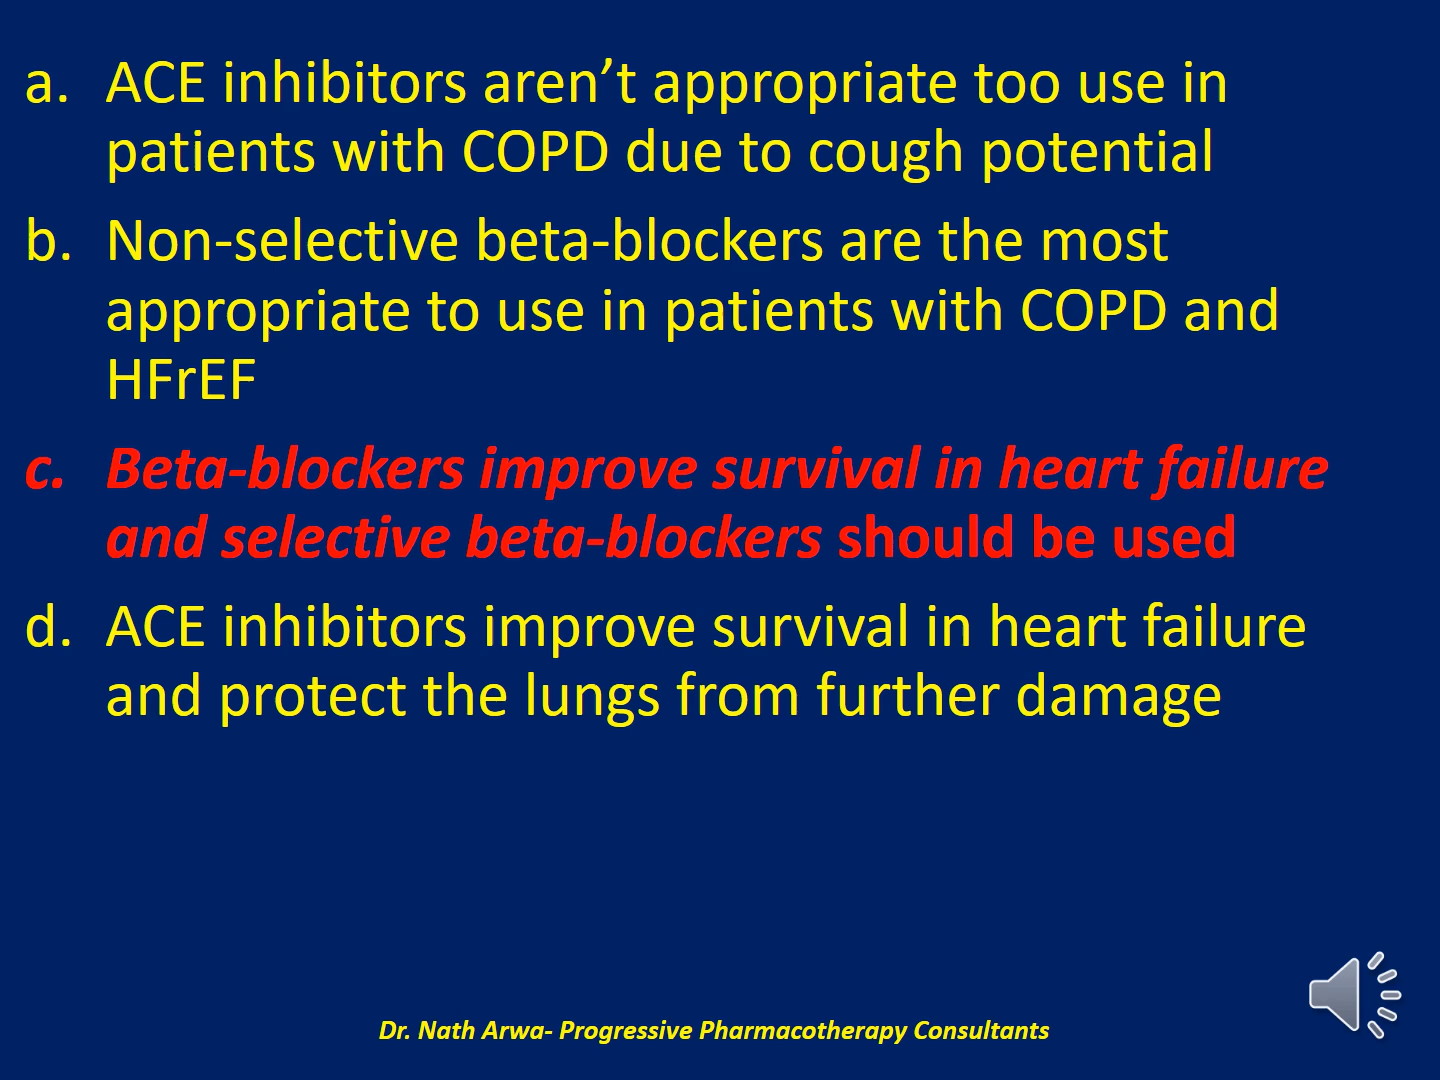 a. ACE inhibitors aren’t appropriate too use in
patients with COPD due to cough potential
b. Non-selective beta-blockers are the most
appropriate to use in patients with COPD and
HFrEF
c. Beta-blockers improve survival in heart failure
and selective beta-blockers should be used
d. ACE inhibitors improve survival in heart failure
and protect the lungs from further damage
Dr. Nath Arwa- Progressive Pharmacotherapy Consultants